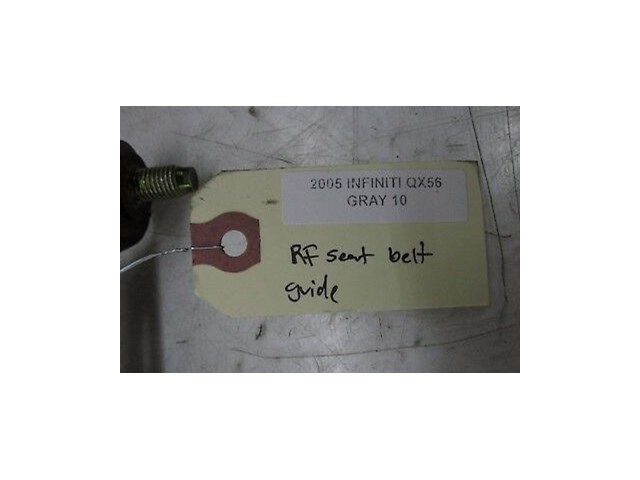 2005 INFINITI QX56
GRAY 10
RF seat belt
guide